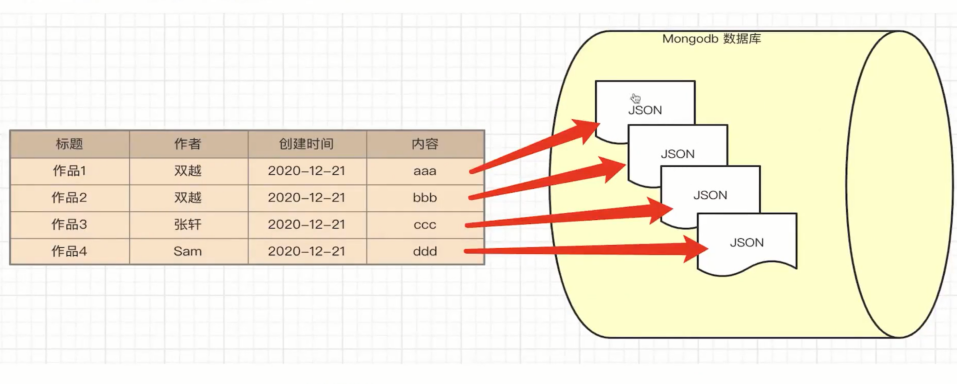 Mongodb 数据库
JSON
JSON
JSON
JSON
标题 作者 创建时间 内容
作品1 双越 2020-12-21 aaa
作品2 双越 2020-12-21 bbb
作品3 张轩 2020-12-21 ccc
作品4 Sam 2020-12-21 ddd